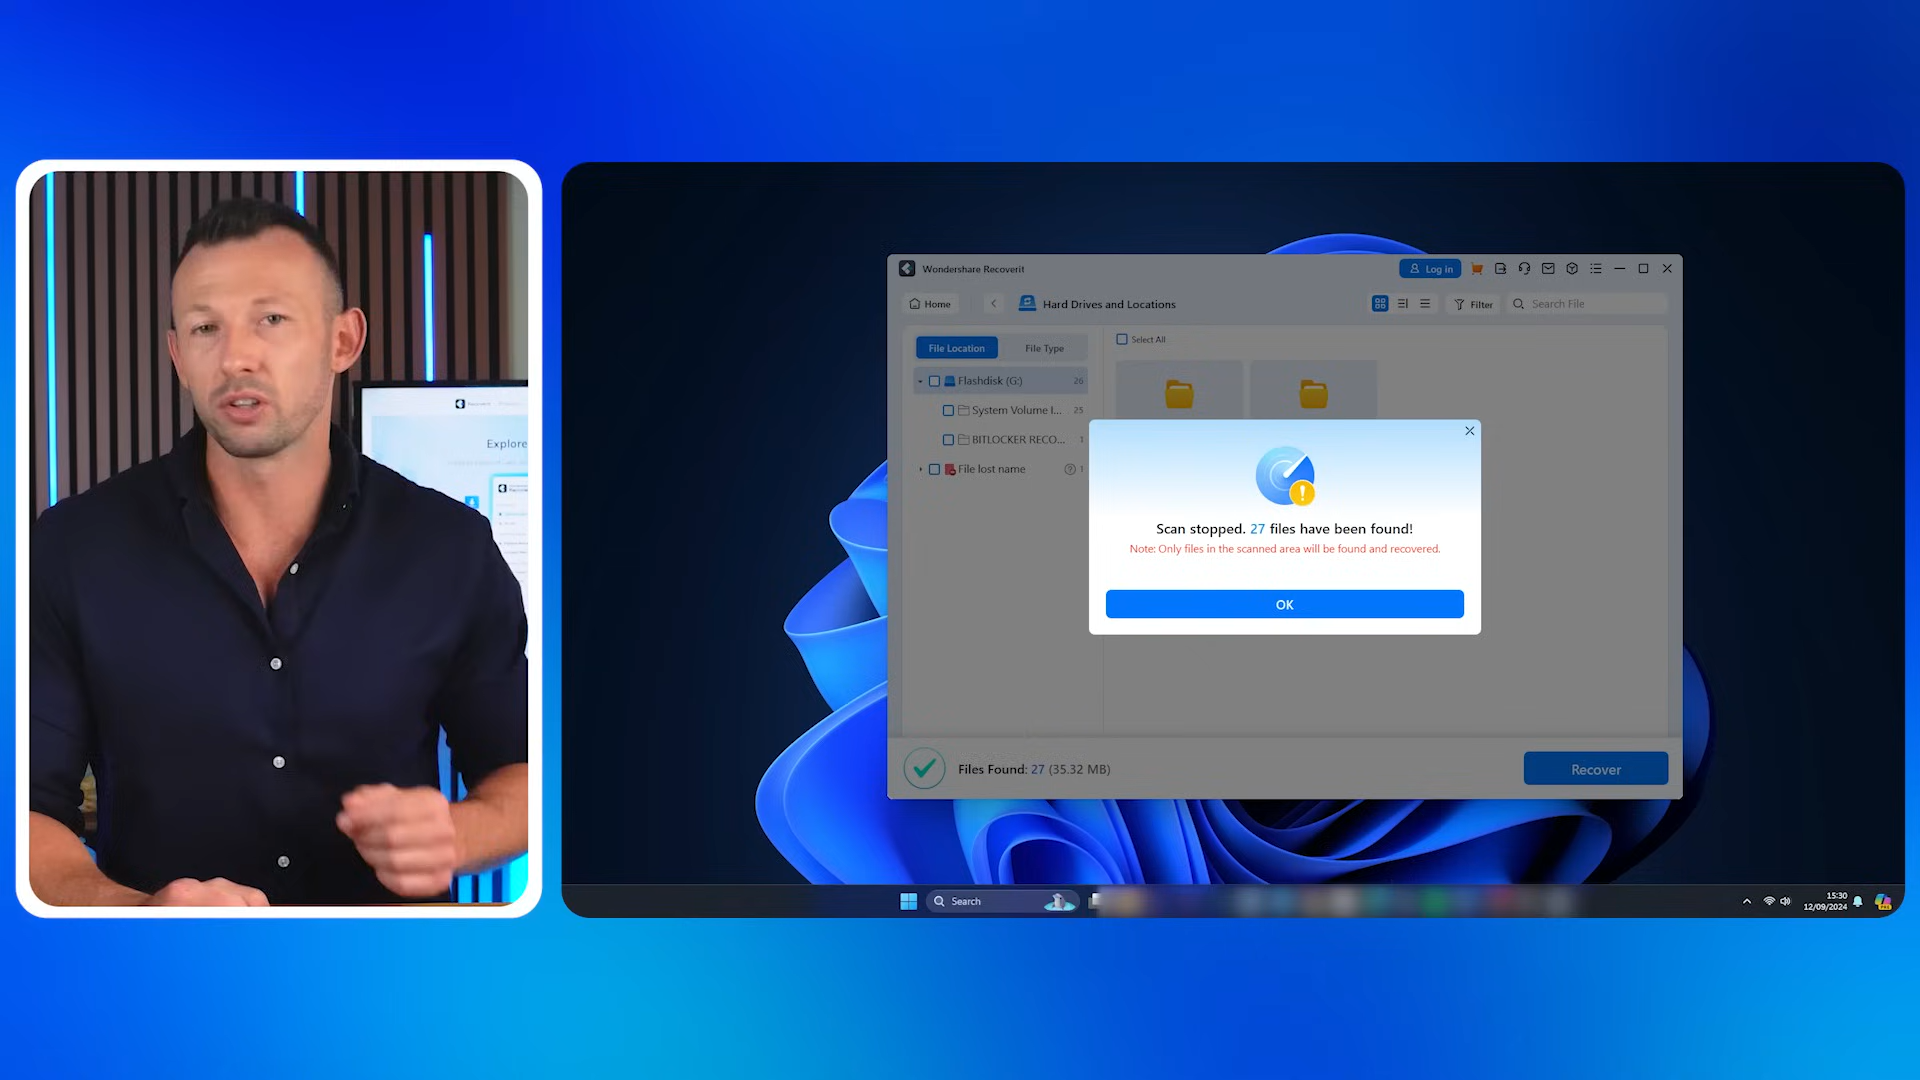 Explore
Wondershare Recoverit
Log in
Home
Hard Drives and Locations
Filter
Search File
File Location
File Type
Select All
Flashdisk (G:)
26
System Volume I...
25
BITLOCKER RECO...
1
File lost name
1
Scan stopped. 27 files have been found!
Note: Only files in the scanned area will be found and recovered.
OK
Files Found: 27 (35.32 MB)
Recover
Search
15:30
12/09/2024